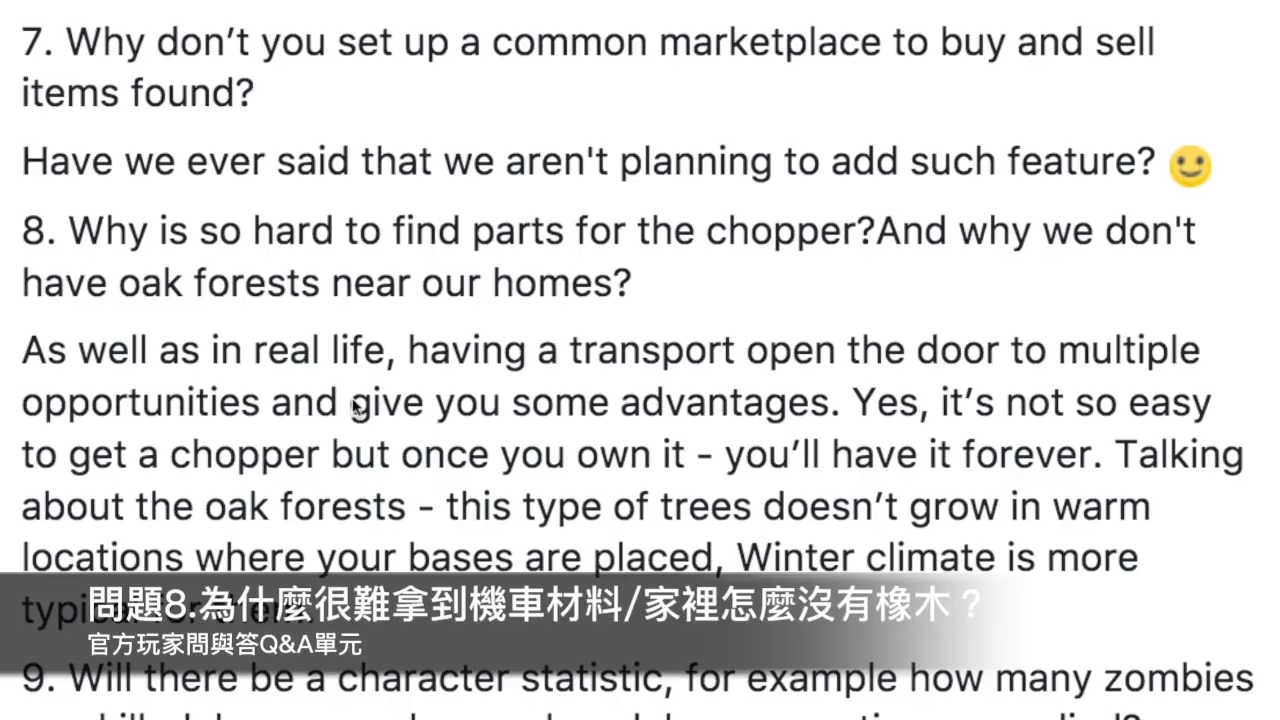 7. Why don’t you set up a common marketplace to buy and sell
items found?
Have we ever said that we aren't planning to add such feature? 🙂
8. Why is so hard to find parts for the chopper?And why we don't
have oak forests near our homes?
As well as in real life, having a transport open the door to multiple
opportunities and give you some advantages. Yes, it’s not so easy
to get a chopper but once you own it - you’ll have it forever. Talking
about the oak forests - this type of trees doesn’t grow in warm
locations where your bases are placed, Winter climate is more
問題8.為什麼很難拿到機車材料/家裡怎麼沒有橡木？
官方玩家問與答Q&A單元
9. Will there be a character statistic, for example how many zombies